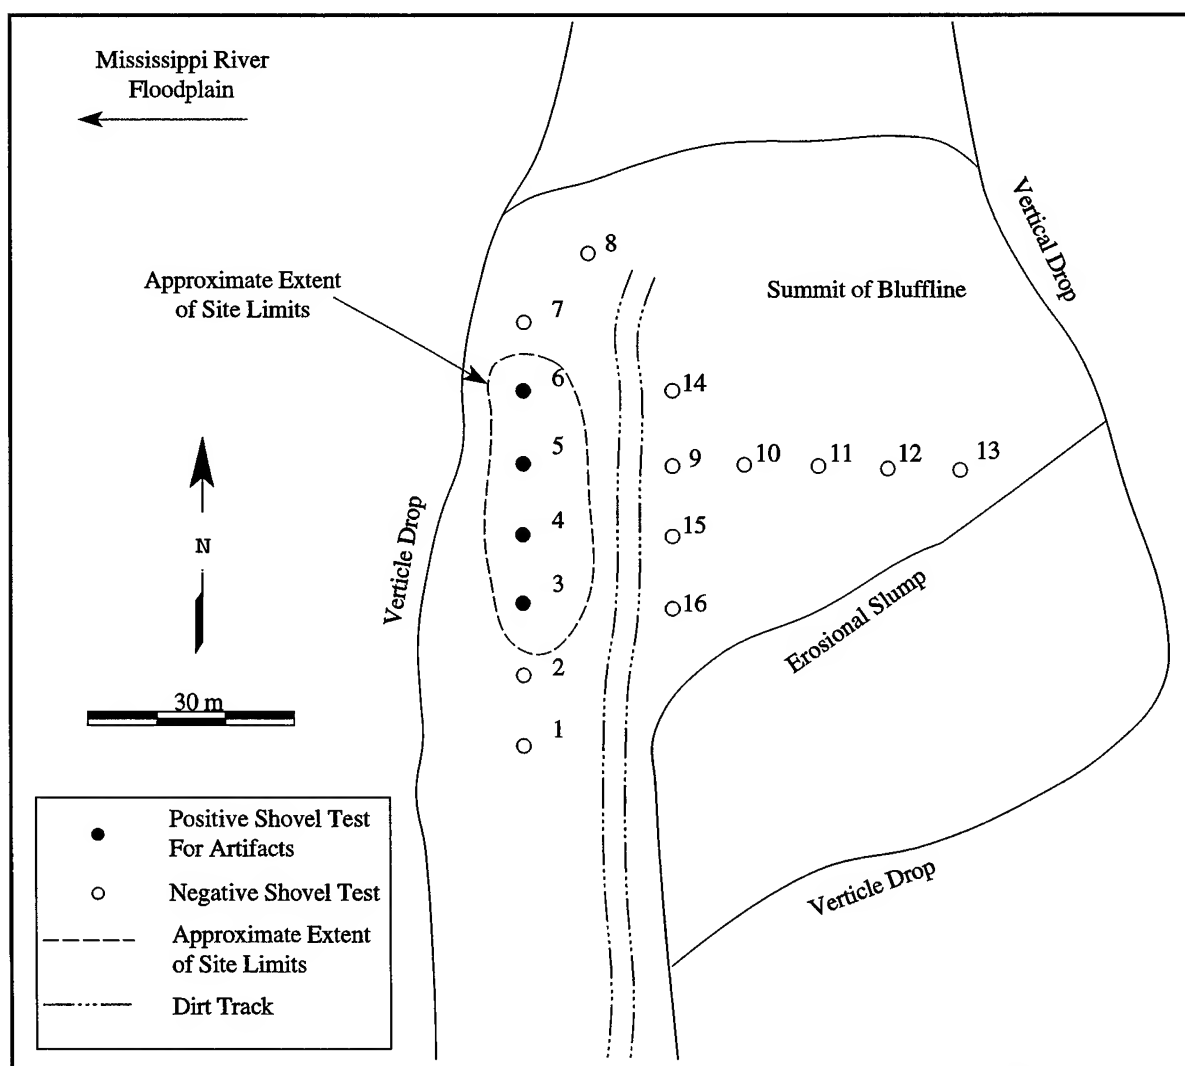 Mississippi River
Floodplain
Vertical Drop
8
Approximate Extent
of Site Limits
Summit of Bluffline
7
6
14
5
9
10
11
12
13
4
15
N
Verticle Drop
3
16
Erosional Slump
2
30 m
1
Positive Shovel Test
For Artifacts
Negative Shovel Test
Verticle Drop
Approximate Extent
of Site Limits
Dirt Track